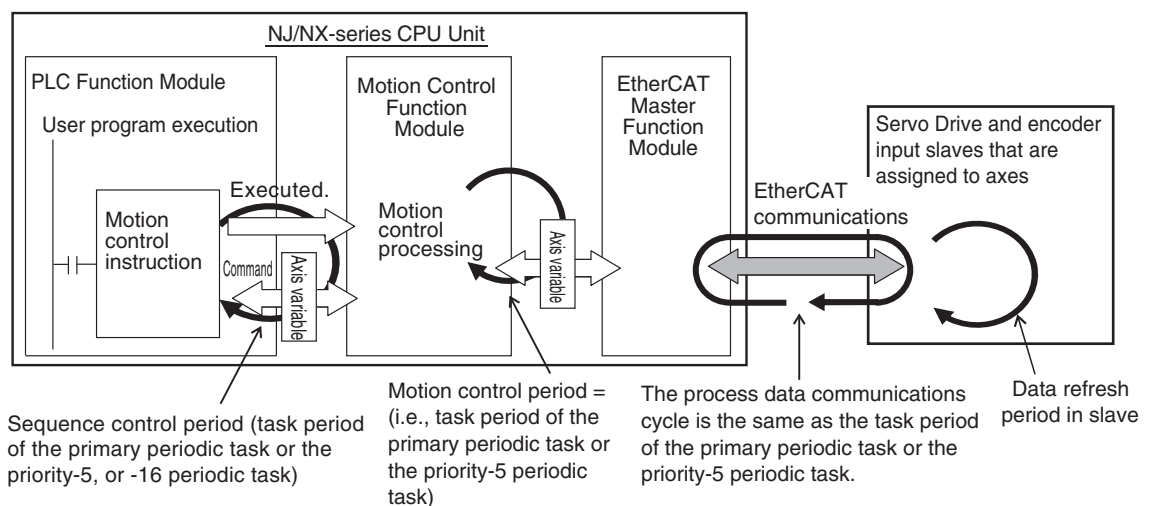 NJ/NX-series CPU Unit
PLC Function Module
User program execution
Motion
control
instruction
Executed.
Command
Axis variable
Motion Control
Function
Module
Motion
control
processing
Axis variable
EtherCAT
Master
Function
Module
EtherCAT
communications
Servo Drive and encoder
input slaves that are
assigned to axes
Sequence control period (task period
of the primary periodic task or the
priority-5, or -16 periodic task)
Motion control period =
(i.e., task period of the
primary periodic task or
the priority-5 periodic
task)
The process data communications
cycle is the same as the task period
of the primary periodic task or the
priority-5 periodic task.
Data refresh
period in slave